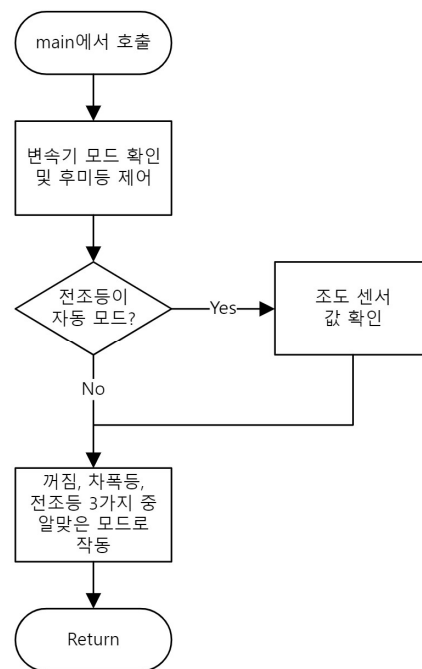 main에서 호출
변속기 모드 확인
및 후미등 제어
전조등이
자동 모드?
Yes
조도 센서
값 확인
No
꺼짐, 차폭등,
전조등 3가지 중
알맞은 모드로
작동
Return